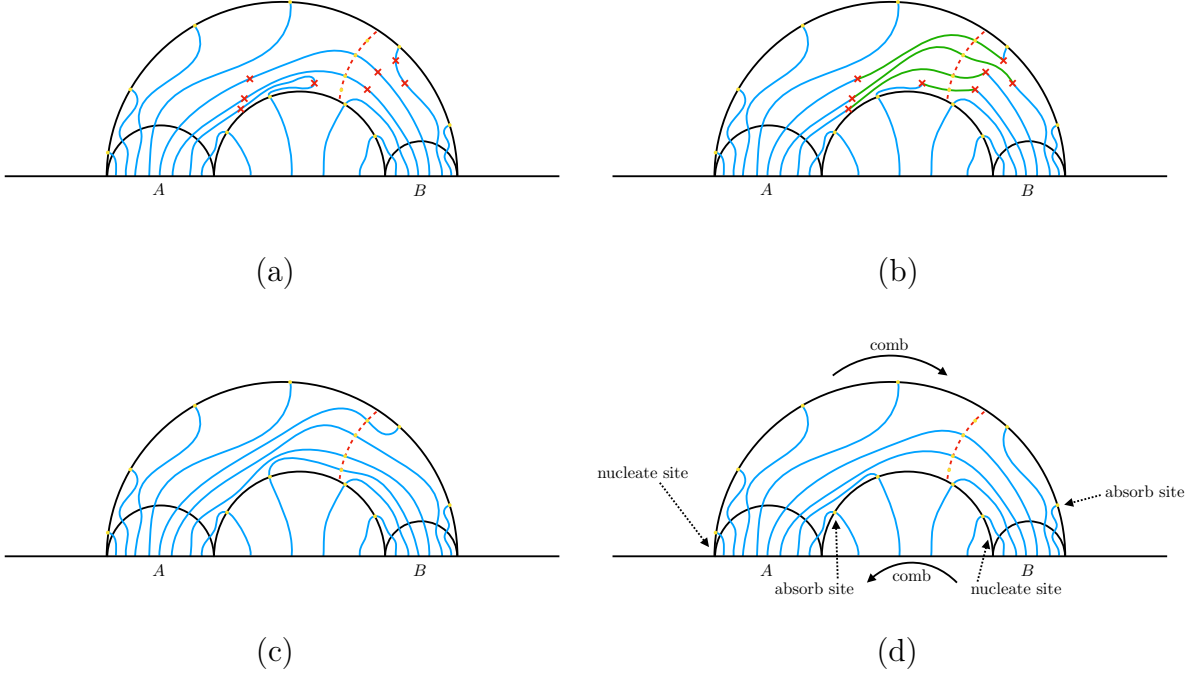 A
B
A
B
(a)
(b)
comb
nucleate site
absorb site
A
B
A
comb
B
absorb site
nucleate site
(c)
(d)